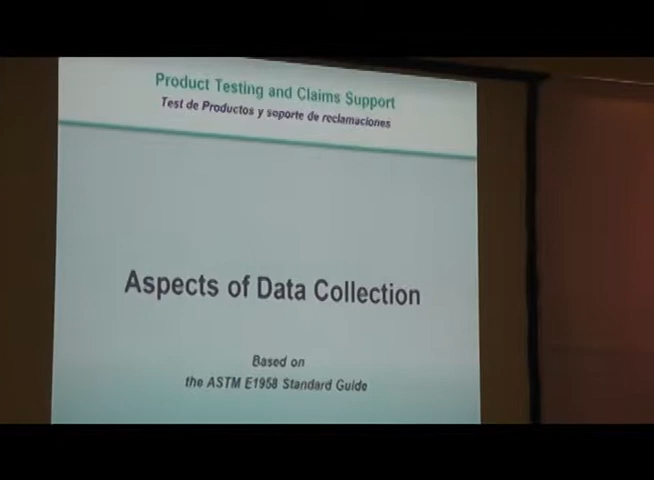 Product Testing and Claims Support
Test de Productos y soporte de reclamaciones
Aspects of Data Collection
Based on
the ASTM E1958 Standard Guide